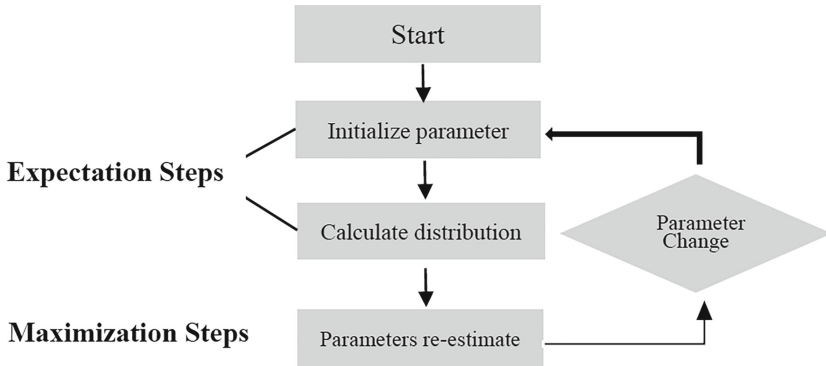 Start
Initialize parameter
Expectation Steps
Calculate distribution
Parameter
Change
Maximization Steps
Parameters re-estimate